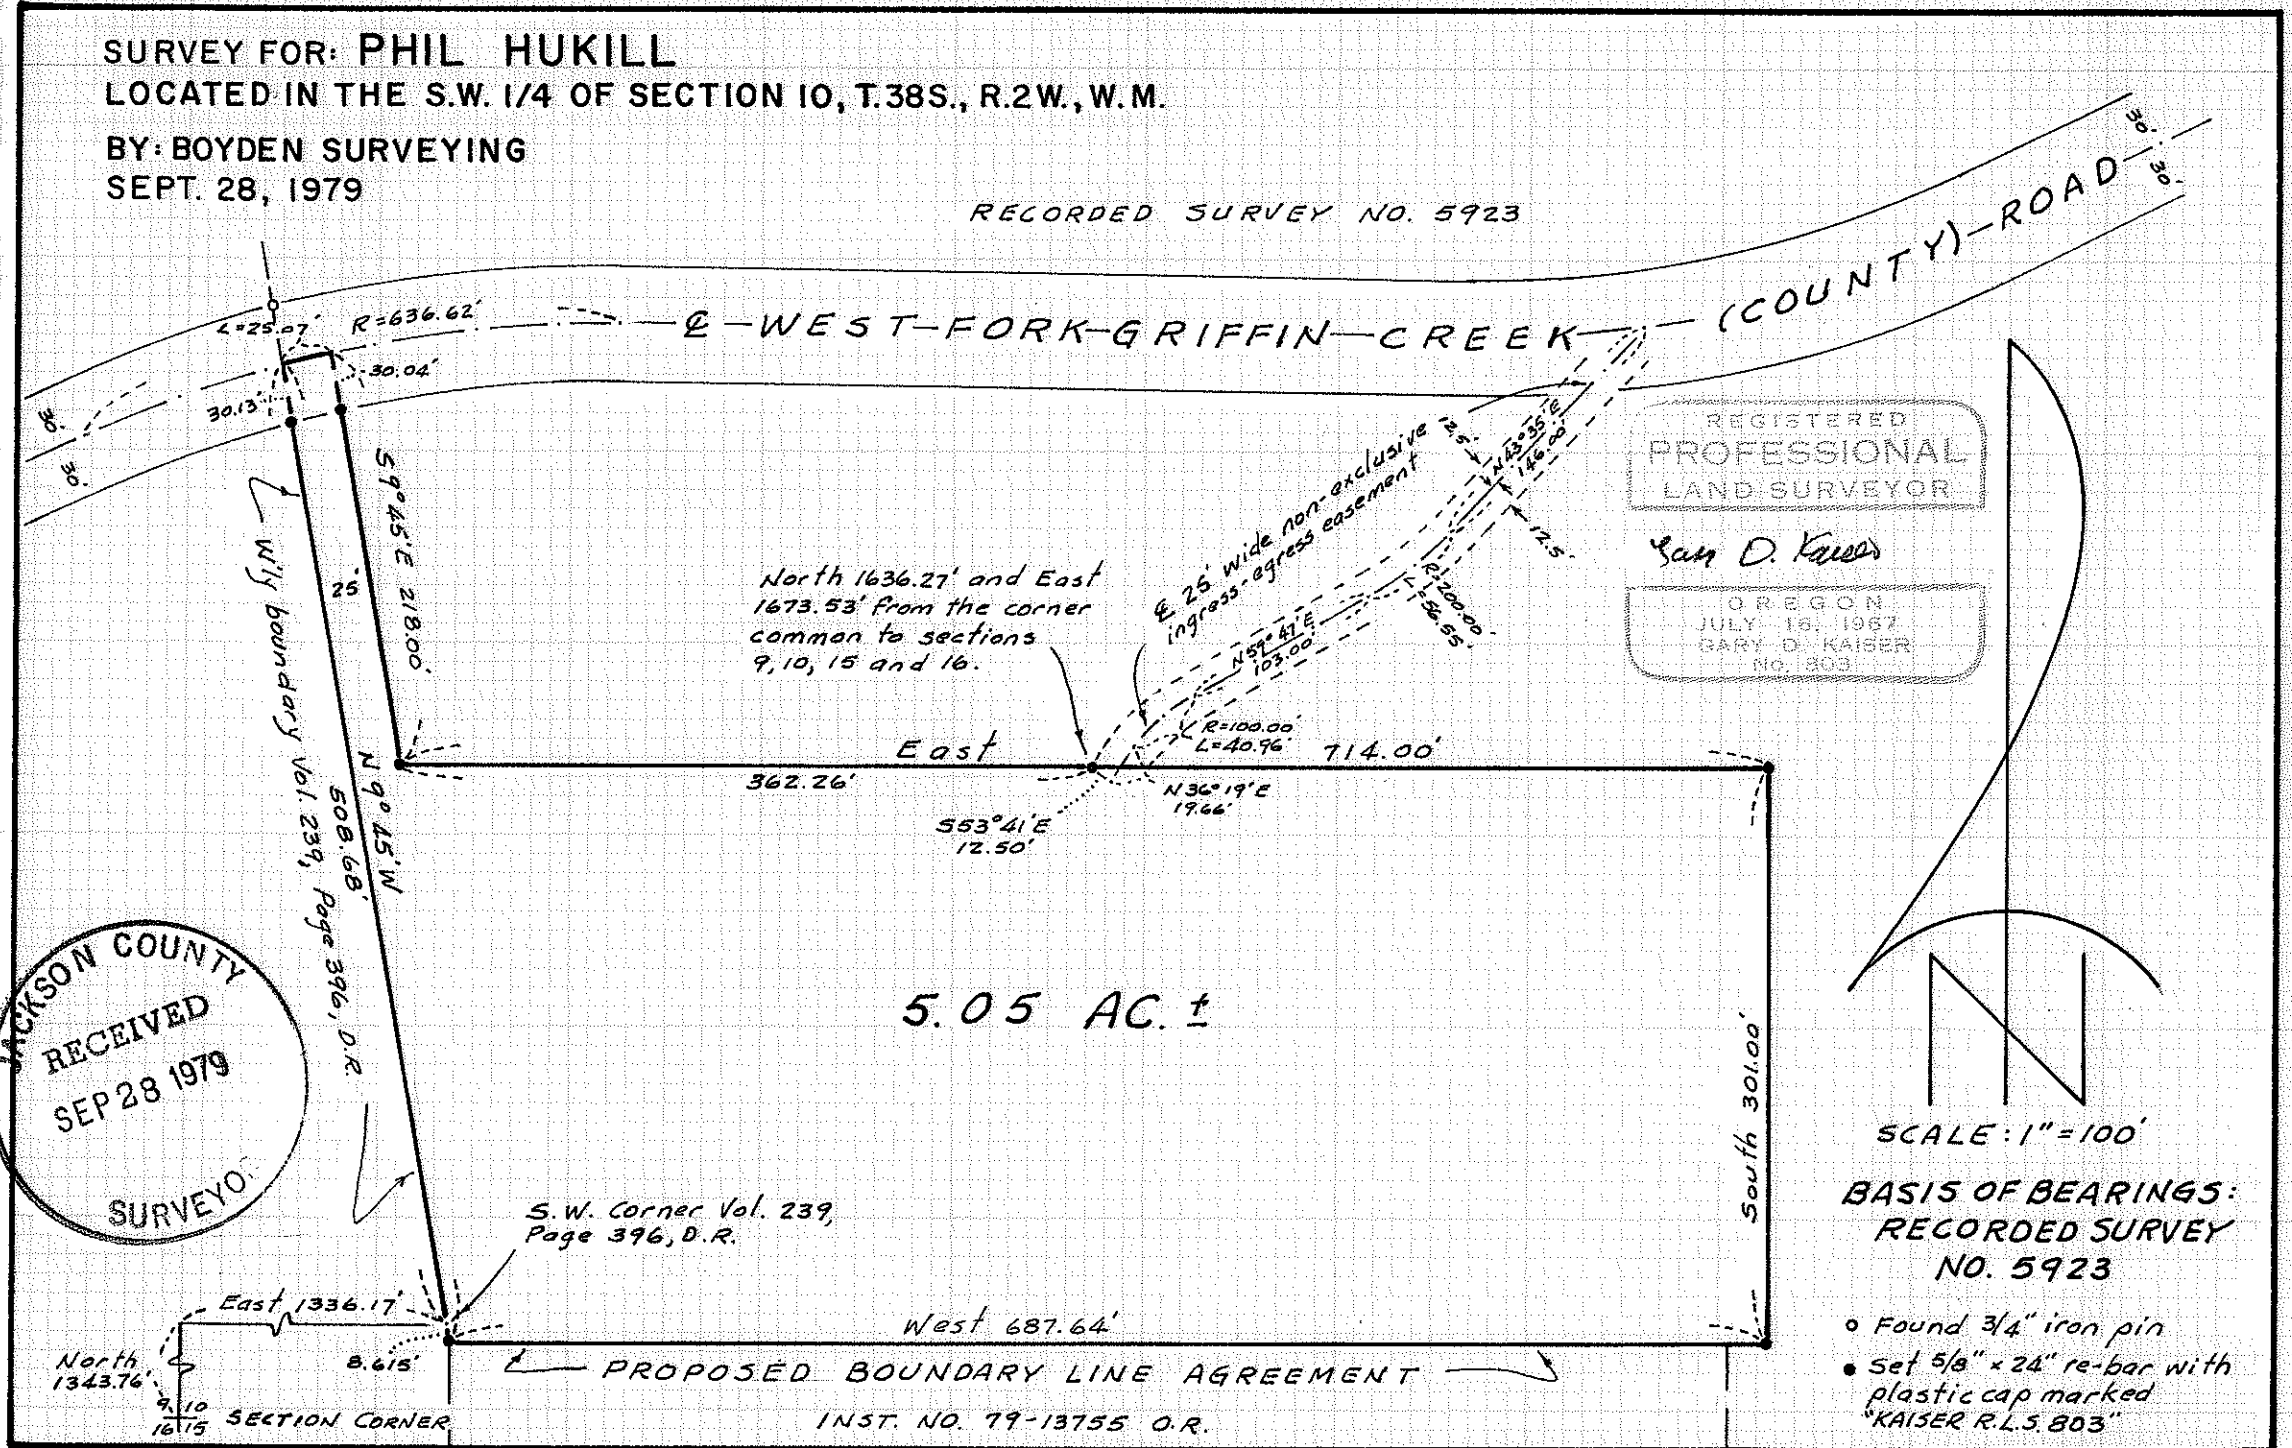 SURVEY FOR: PHIL HUKILL
LOCATED IN THE S.W. 1/4 OF SECTION 10, T.38S., R.2W., W.M.
BY: BOYDEN SURVEYING
SEPT. 28, 1979
RECORDED SURVEY NO. 5923
30'
30'
℄ WEST FORK GRIFFIN CREEK (COUNTY) ROAD
L=25.07'
R=636.62'
30.04'
30.13'
30'
30'
S 9° 45' E 218.00'
25'
W'ly boundary Vol. 239, Page 396, D.R.
N 9° 45' W
508.68'
℄ 25' wide non-exclusive
ingress-egress easement
12.5'
N 43° 35' E
146.00'
12.5'
R=200.00'
L=56.55'
N 59° 47' E
103.00'
R=100.00'
L=40.96'
N 36° 19' E
19.66'
S 53° 41' E
12.50'
North 1636.27' and East
1673.53' from the corner
common to sections
9, 10, 15 and 16.
East 714.00'
362.26'
REGISTERED
PROFESSIONAL
LAND SURVEYOR
Gary D. Kaiser
OREGON
JULY 16, 1967
GARY D. KAISER
No. 803
5.05 AC. ±
South 301.00'
N
SCALE: 1" = 100'
BASIS OF BEARINGS:
RECORDED SURVEY
NO. 5923
○ Found 3/4" iron pin
● Set 5/8" x 24" re-bar with
plastic cap marked
"KAISER R.L.S. 803"
JACKSON COUNTY
RECEIVED
SEP 28 1979
SURVEYO
S.W. Corner Vol. 239,
Page 396, D.R.
East 1336.17'
North
1343.76'
8.615'
9 10
16 15 SECTION CORNER
West 687.64'
PROPOSED BOUNDARY LINE AGREEMENT
INST. NO. 79-13755 O.R.